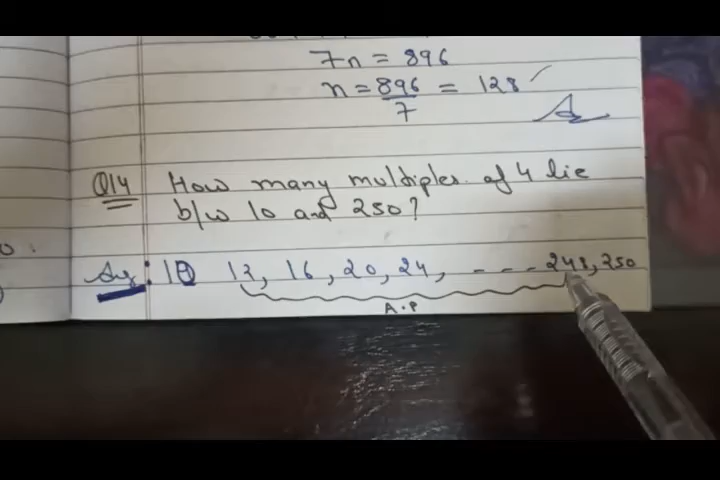 7n = 896
n = 896/7 = 128
Q14 How many multiples of 4 lie
b/w 10 and 250?
Ans: 10 12, 16, 20, 24, - - - 248, 250
A.P